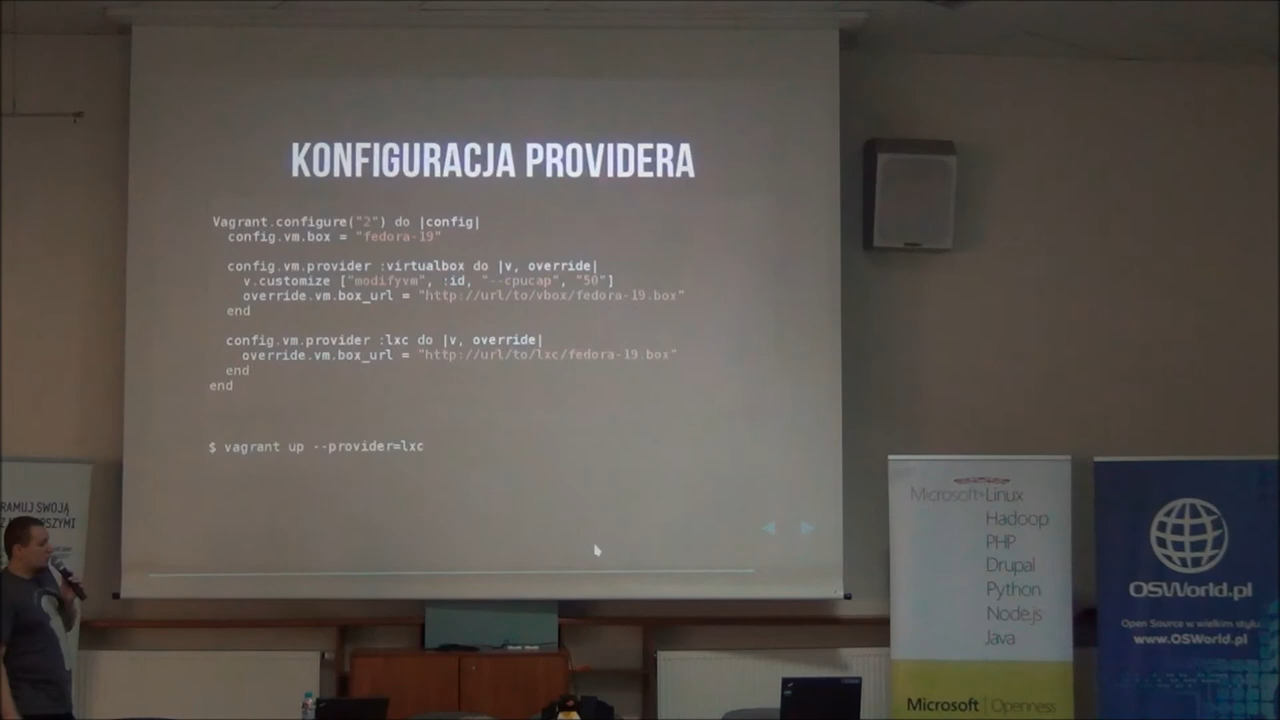 KONFIGURACJA PROVIDERA
Vagrant.configure("2") do |config|
config.vm.box = "fedora-19"
config.vm.provider :virtualbox do |v, override|
v.customize ["modifyvm", :id, "--cpucap", "50"]
override.vm.box_url = "http://url/to/vbox/fedora-19.box"
end
config.vm.provider :lxc do |v, override|
override.vm.box_url = "http://url/to/lxc/fedora-19.box"
end
end
$ vagrant up --provider=lxc
RAMUJ SWOJĄ
Microsoft+Linux
Hadoop
PHP
Drupal
Python
Node.js
Java
Microsoft | Openness
OSWorld.pl
Open Source w wielkim stylu
www.OSWorld.pl